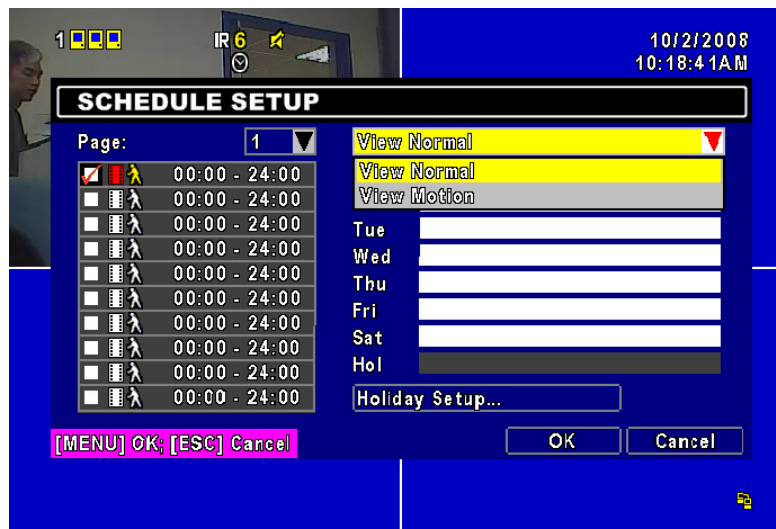 1
IR 6
10/2/2008
10:18:41AM
SCHEDULE SETUP
Page: 1
00:00 - 24:00
00:00 - 24:00
00:00 - 24:00
00:00 - 24:00
00:00 - 24:00
00:00 - 24:00
00:00 - 24:00
00:00 - 24:00
00:00 - 24:00
00:00 - 24:00
View Normal
View Normal
View Motion
Tue
Wed
Thu
Fri
Sat
Hol
Holiday Setup...
[MENU] OK; [ESC] Cancel
OK
Cancel